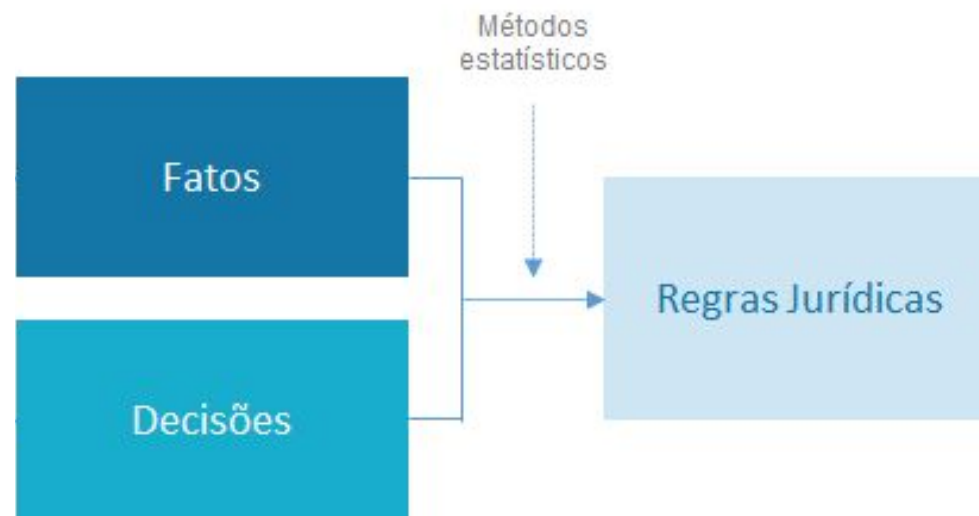 Métodos
estatísticos
Fatos
Regras Jurídicas
Decisões